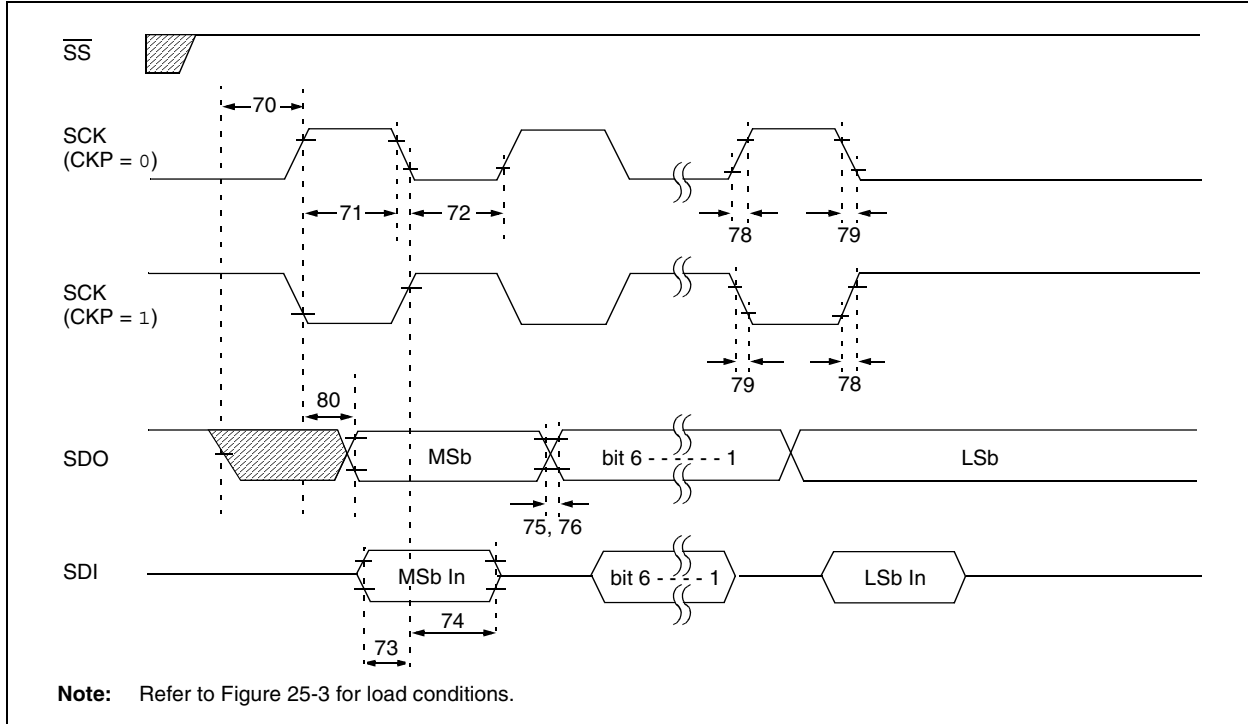 SS
70
SCK
(CKP = 0)
71
72
78
79
SCK
(CKP = 1)
79
78
80
SDO
MSb
bit 6 - - - - - - 1
LSb
75, 76
SDI
MSb In
bit 6 - - - - - 1
LSb In
74
73
Note: Refer to Figure 25-3 for load conditions.